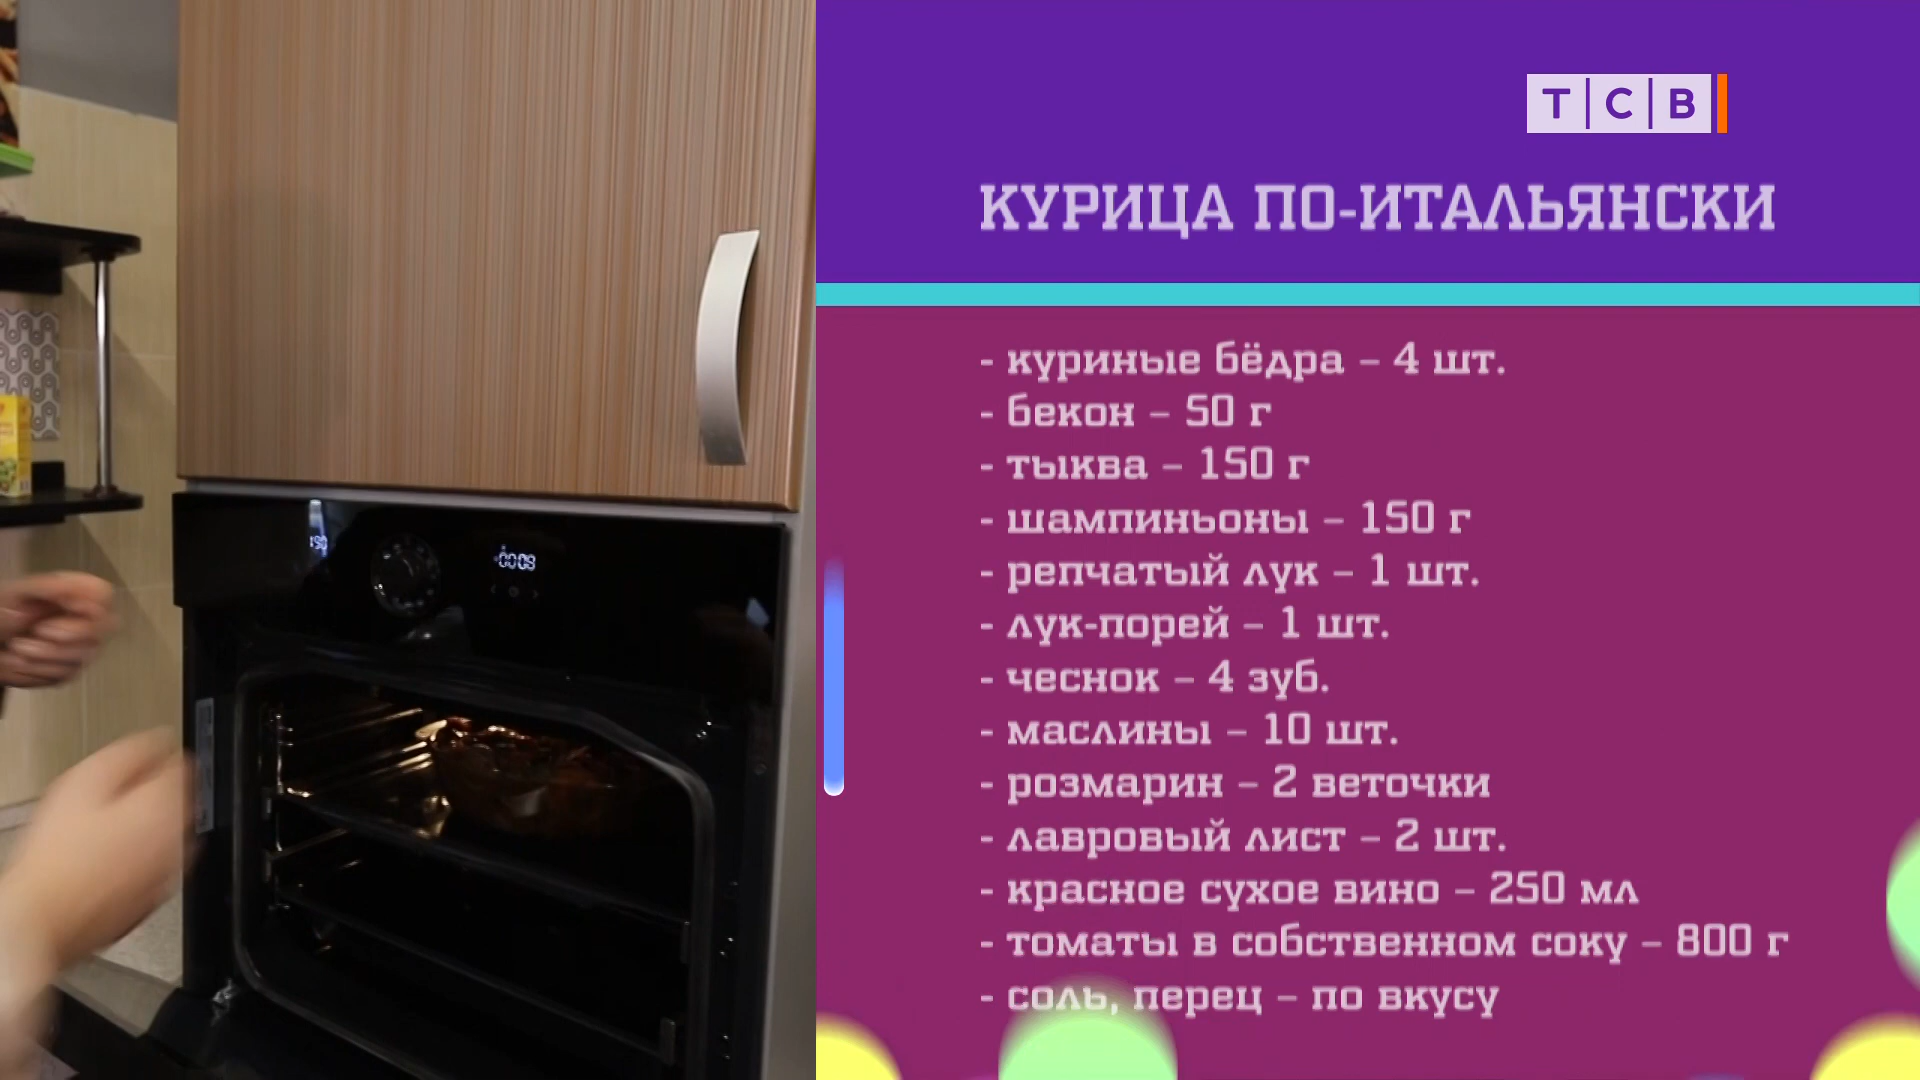 Т С В
КУРИЦА ПО-ИТАЛЬЯНСКИ
- куриные бёдра – 4 шт.
- бекон – 50 г
- тыква – 150 г
- шампиньоны – 150 г
- репчатый лук – 1 шт.
- лук-порей – 1 шт.
- чеснок – 4 зуб.
- маслины – 10 шт.
- розмарин – 2 веточки
- лавровый лист – 2 шт.
- красное сухое вино – 250 мл
- томаты в собственном соку – 800 г
- соль, перец – по вкусу
190